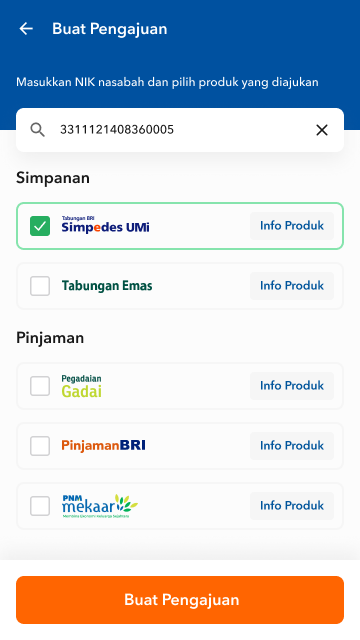 Buat Pengajuan
Masukkan NIK nasabah dan pilih produk yang diajukan
3311121408360005
Simpanan
Tabungan BRI
Simpedes UMi
Info Produk
Tabungan Emas
Info Produk
Pinjaman
Pegadaian
Gadai
Info Produk
PinjamanBRI
Info Produk
PNM
mekaar
Info Produk
Buat Pengajuan